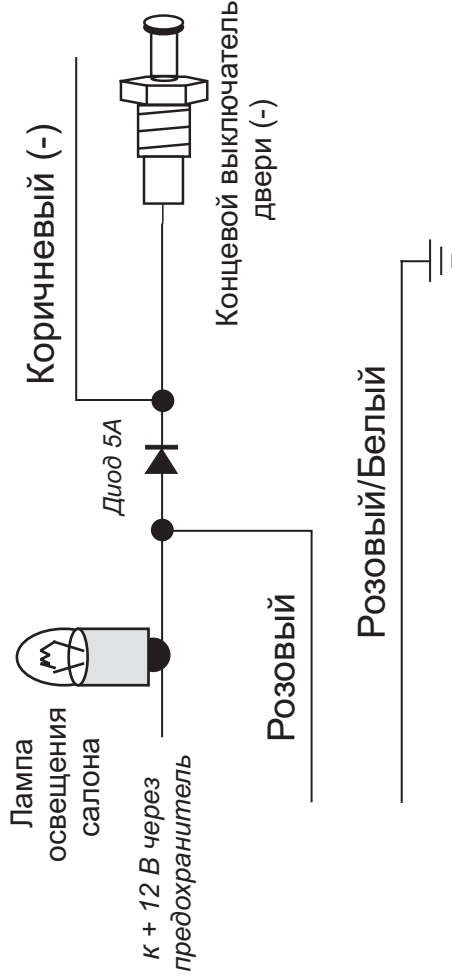 Лампа
освещения
салона
к + 12 В через
предохранитель
Диод 5А
Коричневый (-)
Концевой выключатель
двери (-)
Розовый
Розовый/Белый